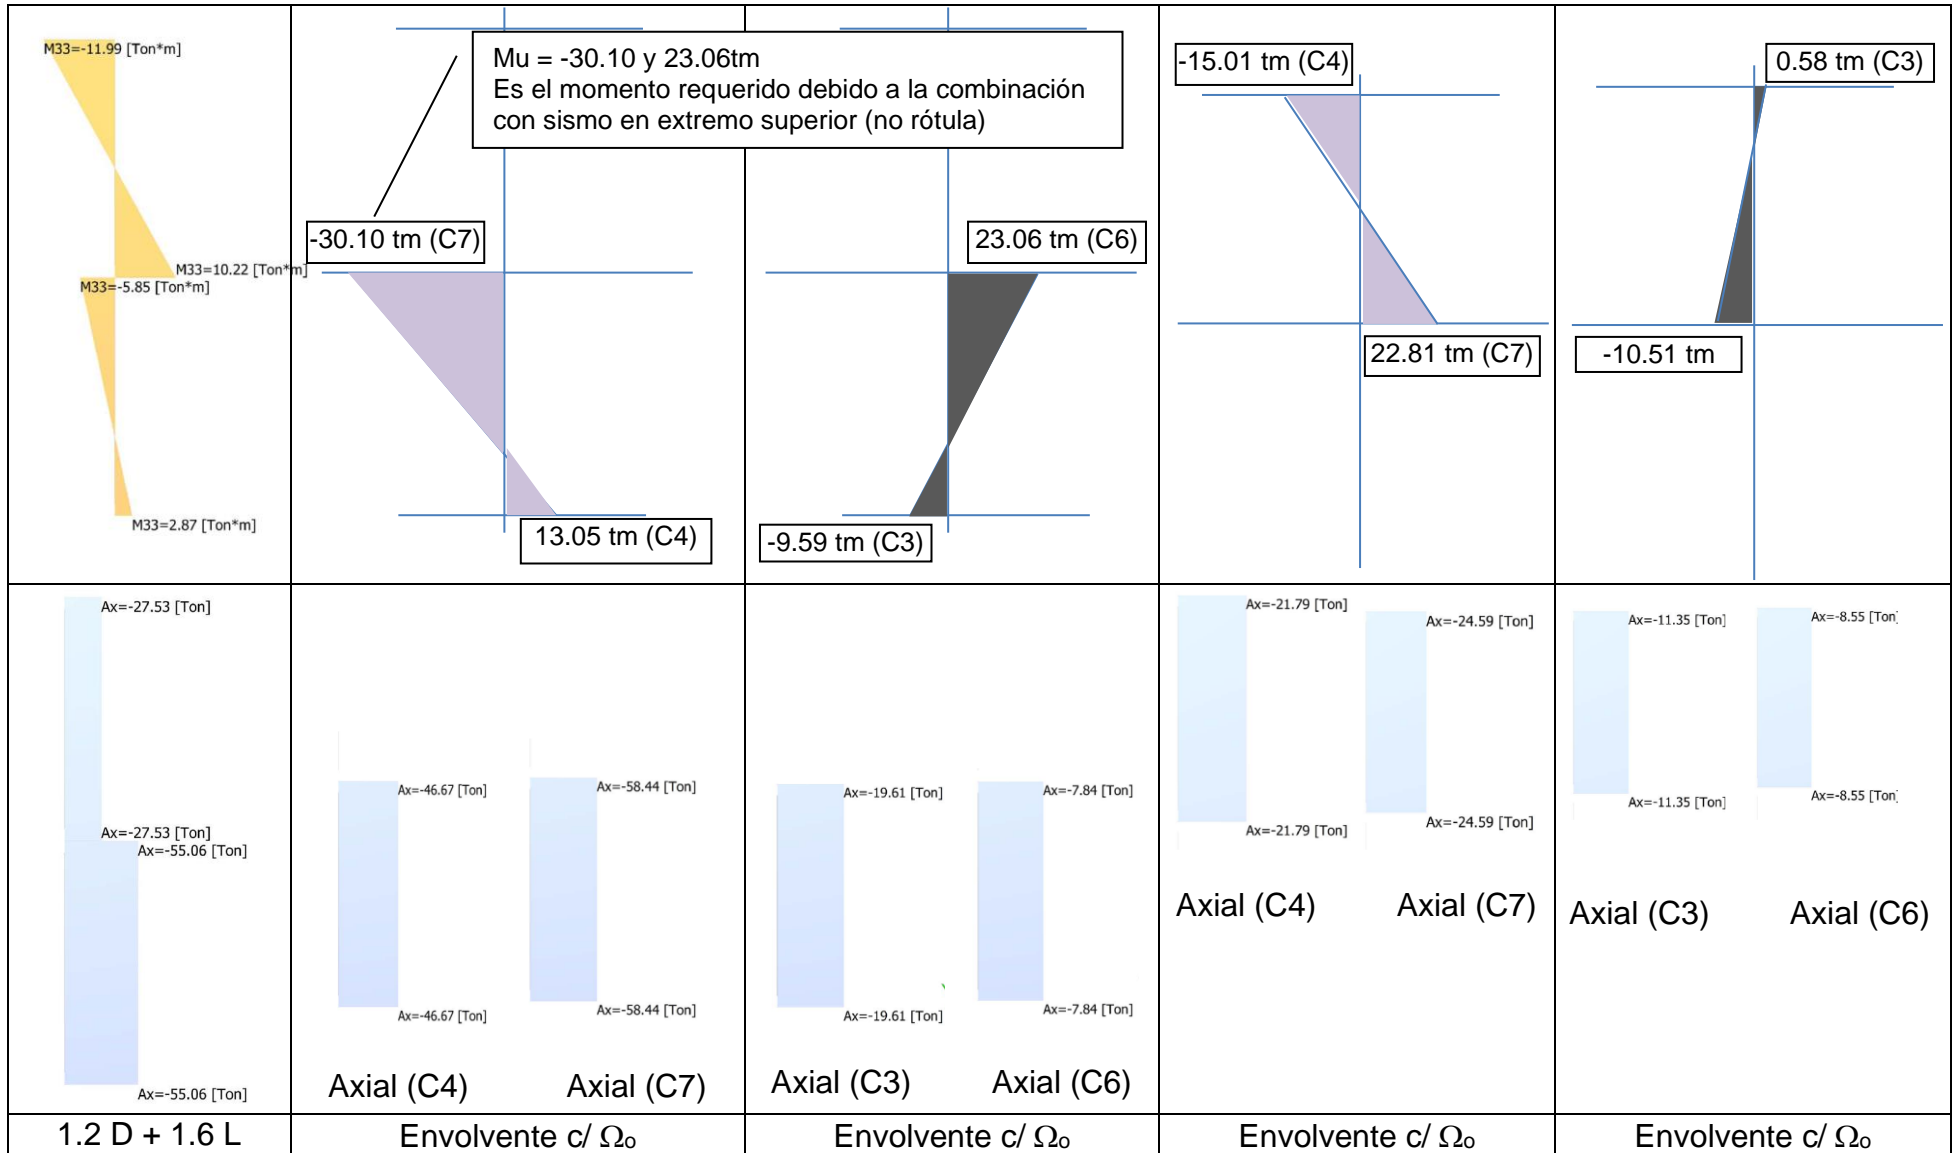 M33=-11.99 [Ton*m]
M33=10.22 [Ton*m]
M33=-5.85 [Ton*m]
M33=2.87 [Ton*m]
Mu = -30.10 y 23.06tm
Es el momento requerido debido a la combinación
con sismo en extremo superior (no rótula)
-30.10 tm (C7)
13.05 tm (C4)
23.06 tm (C6)
-9.59 tm (C3)
-15.01 tm (C4)
22.81 tm (C7)
0.58 tm (C3)
-10.51 tm
Ax=-27.53 [Ton]
Ax=-27.53 [Ton]
Ax=-55.06 [Ton]
Ax=-55.06 [Ton]
Ax=-46.67 [Ton]
Ax=-58.44 [Ton]
Ax=-46.67 [Ton]
Ax=-58.44 [Ton]
Axial (C4)
Axial (C7)
Ax=-19.61 [Ton]
Ax=-7.84 [Ton]
Ax=-19.61 [Ton]
Ax=-7.84 [Ton]
Axial (C3)
Axial (C6)
Ax=-21.79 [Ton]
Ax=-24.59 [Ton]
Ax=-21.79 [Ton]
Ax=-24.59 [Ton]
Axial (C4)
Axial (C7)
Ax=-11.35 [Ton]
Ax=-8.55 [Ton]
Ax=-11.35 [Ton]
Ax=-8.55 [Ton]
Axial (C3)
Axial (C6)
1.2 D + 1.6 L
Envolvente c/ Ωo
Envolvente c/ Ωo
Envolvente c/ Ωo
Envolvente c/ Ωo